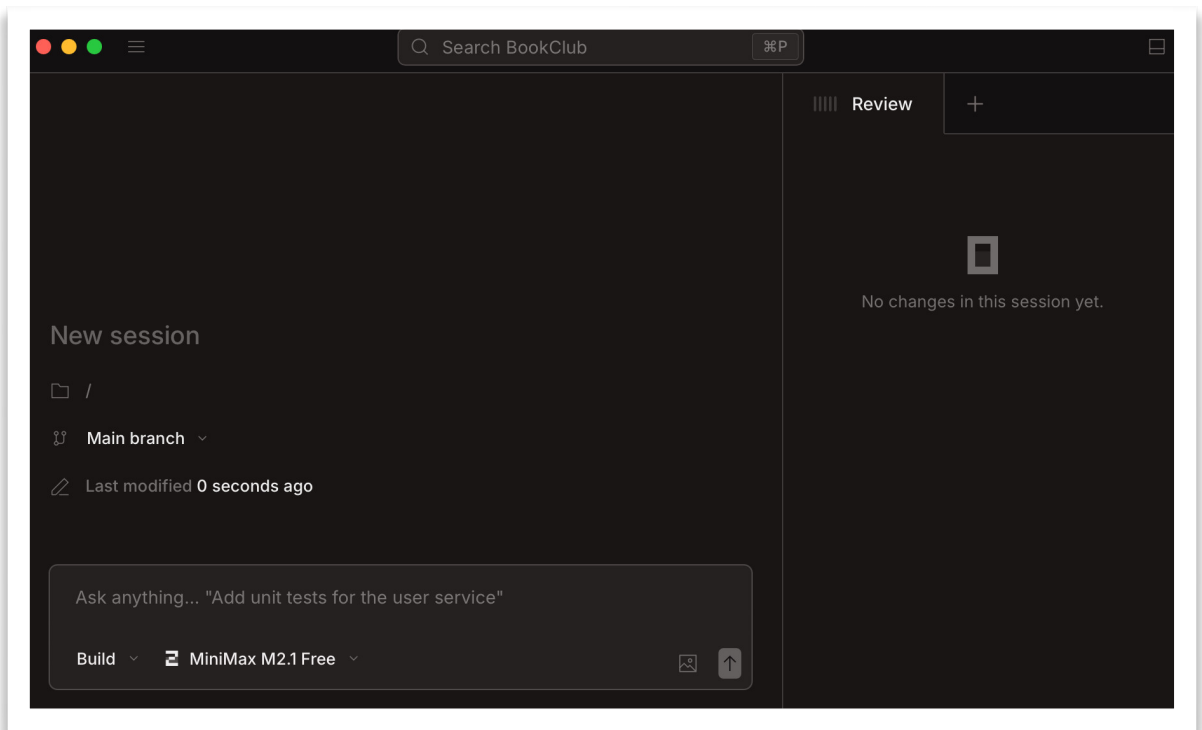 Search BookClub
⌘P
Review
+
No changes in this session yet.
New session
/
Main branch
Last modified 0 seconds ago
Ask anything... "Add unit tests for the user service"
Build
MiniMax M2.1 Free